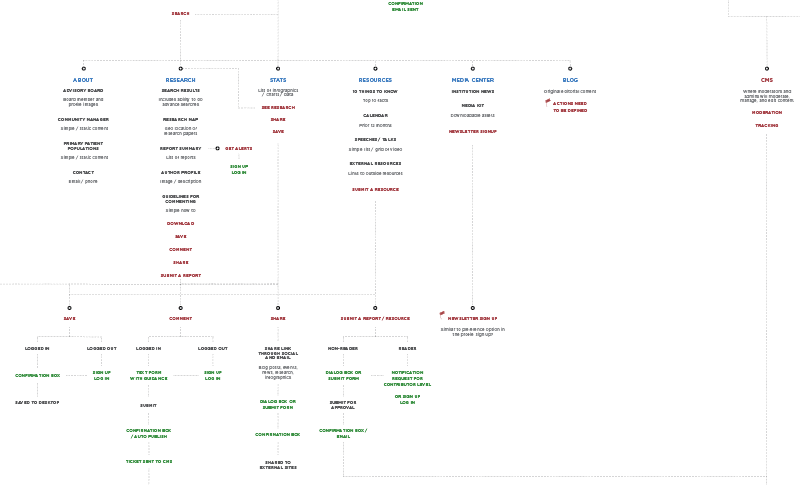 CONFIRMATION
EMAIL SENT
SEARCH
ABOUT
ADVISORY BOARD
Board member and
profile images
COMMUNITY MANAGER
Simple / static content
PRIMARY PATIENT
POPULATIONS
Simple / static content
CONTACT
Email / phone
RESEARCH
SEARCH RESULTS
Includes ability to do
advance searches
RESEARCH MAP
Geo location of
research papers
REPORT SUMMARY
List of reports
AUTHOR PROFILE
Image / description
GUIDELINES FOR
COMMENTING
Simple how to
DOWNLOAD
SAVE
COMMENT
SHARE
SUBMIT A REPORT
GET ALERTS
SIGN UP
LOG IN
STATS
List of infographics
/ charts / data
SEE RESEARCH
SHARE
SAVE
RESOURCES
10 THINGS TO KNOW
Top 10 facts
CALENDAR
Prior 12 months
SPEECHES / TALKS
Simple list / grid of video
EXTERNAL RESOURCES
Links to outside resources
SUBMIT A RESOURCE
MEDIA CENTER
INSTITUTION NEWS
MEDIA KIT
Downloadable assets
NEWSLETTER SIGNUP
BLOG
Original editorial content
ACTIONS NEED
TO BE DEFINED
CMS
Where moderators and
admins will moderate,
manage, and edit content.
MODERATION
TRACKING
SAVE
LOGGED IN
LOGGED OUT
CONFIRMATION BOX
SIGN UP
LOG IN
SAVED TO DESKTOP
COMMENT
LOGGED IN
LOGGED OUT
TEXT FORM
WITH GUIDANCE
SIGN UP
LOG IN
SUBMIT
CONFIRMATION BOX
/ AUTO PUBLISH
TICKET SENT TO CMS
SHARE
SHARE LINK
THROUGH SOCIAL
AND EMAIL
Blog posts, events,
news, research,
infographics
DIALOG BOX OR
SUBMIT FORM
CONFIRMATION BOX
SHARED TO
EXTERNAL SITES
SUBMIT A REPORT / RESOURCE
NON-READER
READER
DIALOG BOX OR
SUBMIT FORM
NOTIFICATION
REQUEST FOR
CONTRIBUTOR LEVEL
SUBMIT FOR
APPROVAL
OR SIGN UP
LOG IN
CONFIRMATION BOX /
EMAIL
NEWSLETTER SIGN UP
Similar to preference option in
the profile sign up?